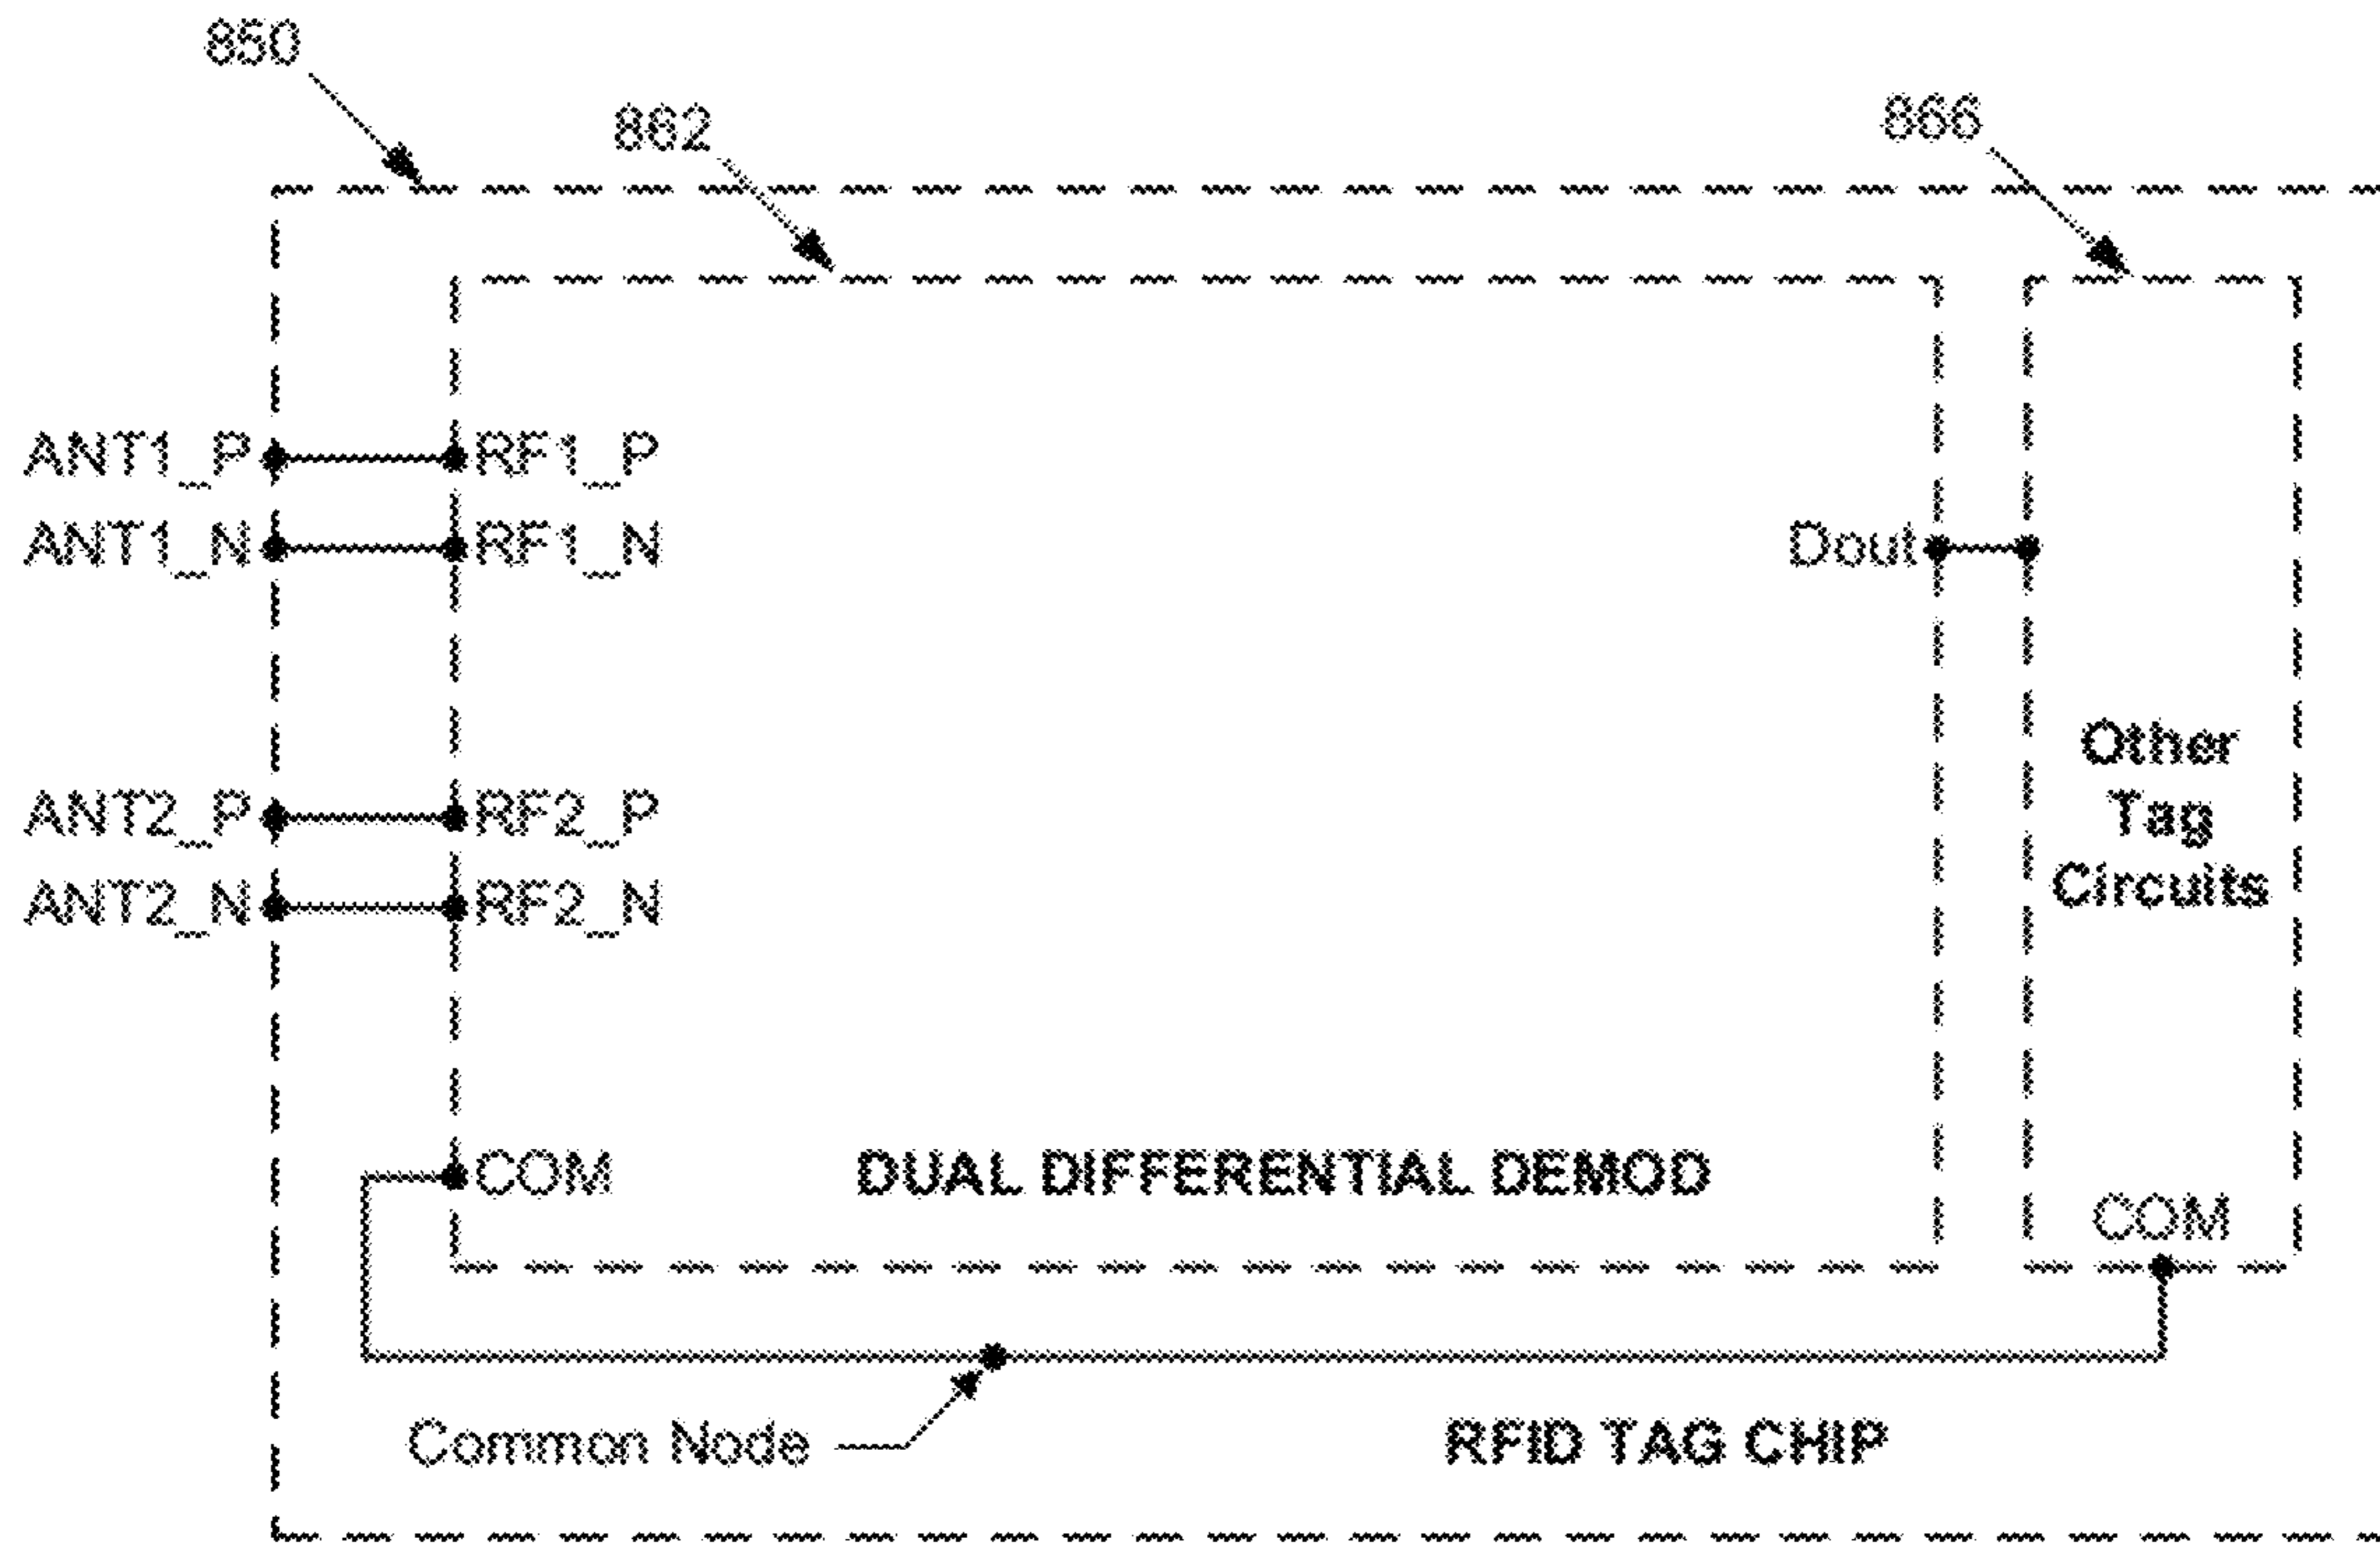 850
862
866
ANT1_P RF1_P
ANT1_N RF1_N Dout
ANT2_P RF2_P
ANT2_N RF2_N
Other
Tag
Circuits
COM DUAL DIFFERENTIAL DEMOD
COM
Common Node
RFID TAG CHIP